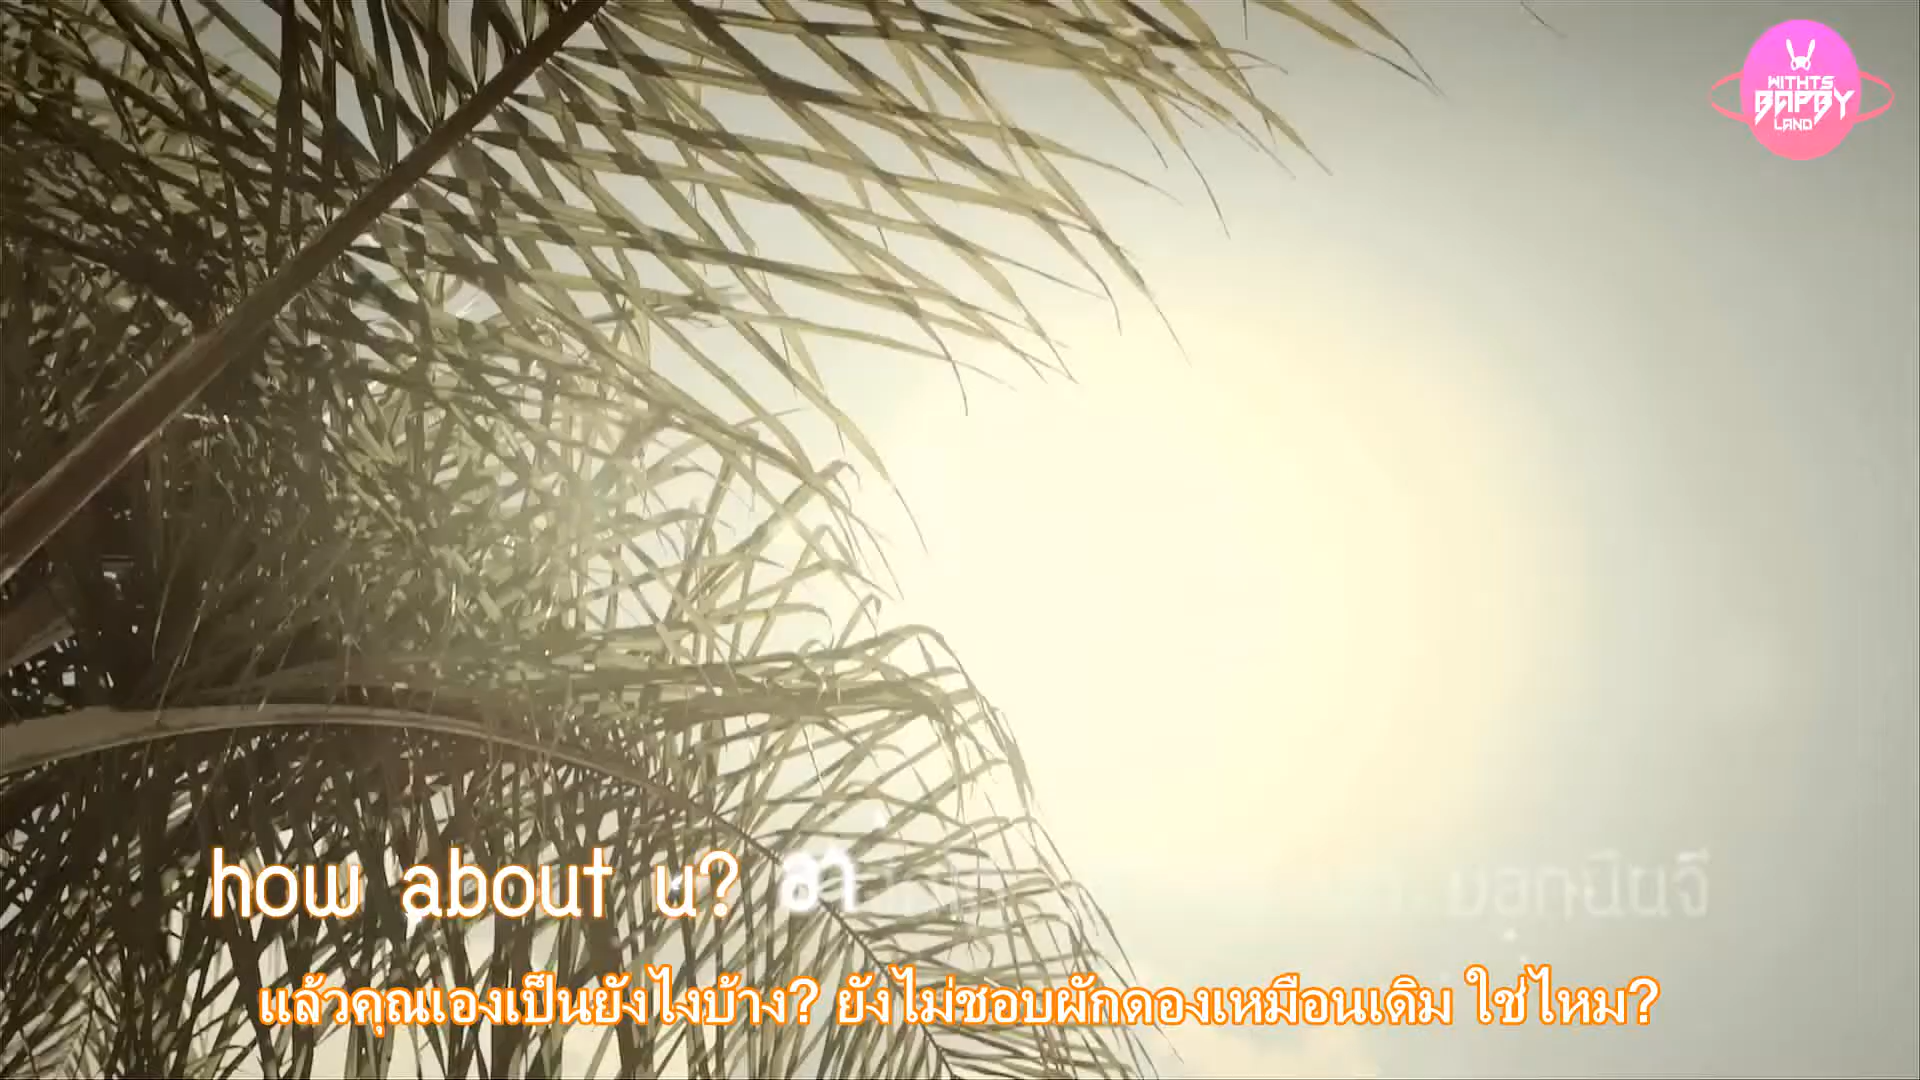 WITHTS
BAPBY
LAND
how about u? อา
แล้วคุณเองเป็นยังไงบ้าง? ยังไม่ชอบผักดองเหมือนเดิม ใช่ไหม?